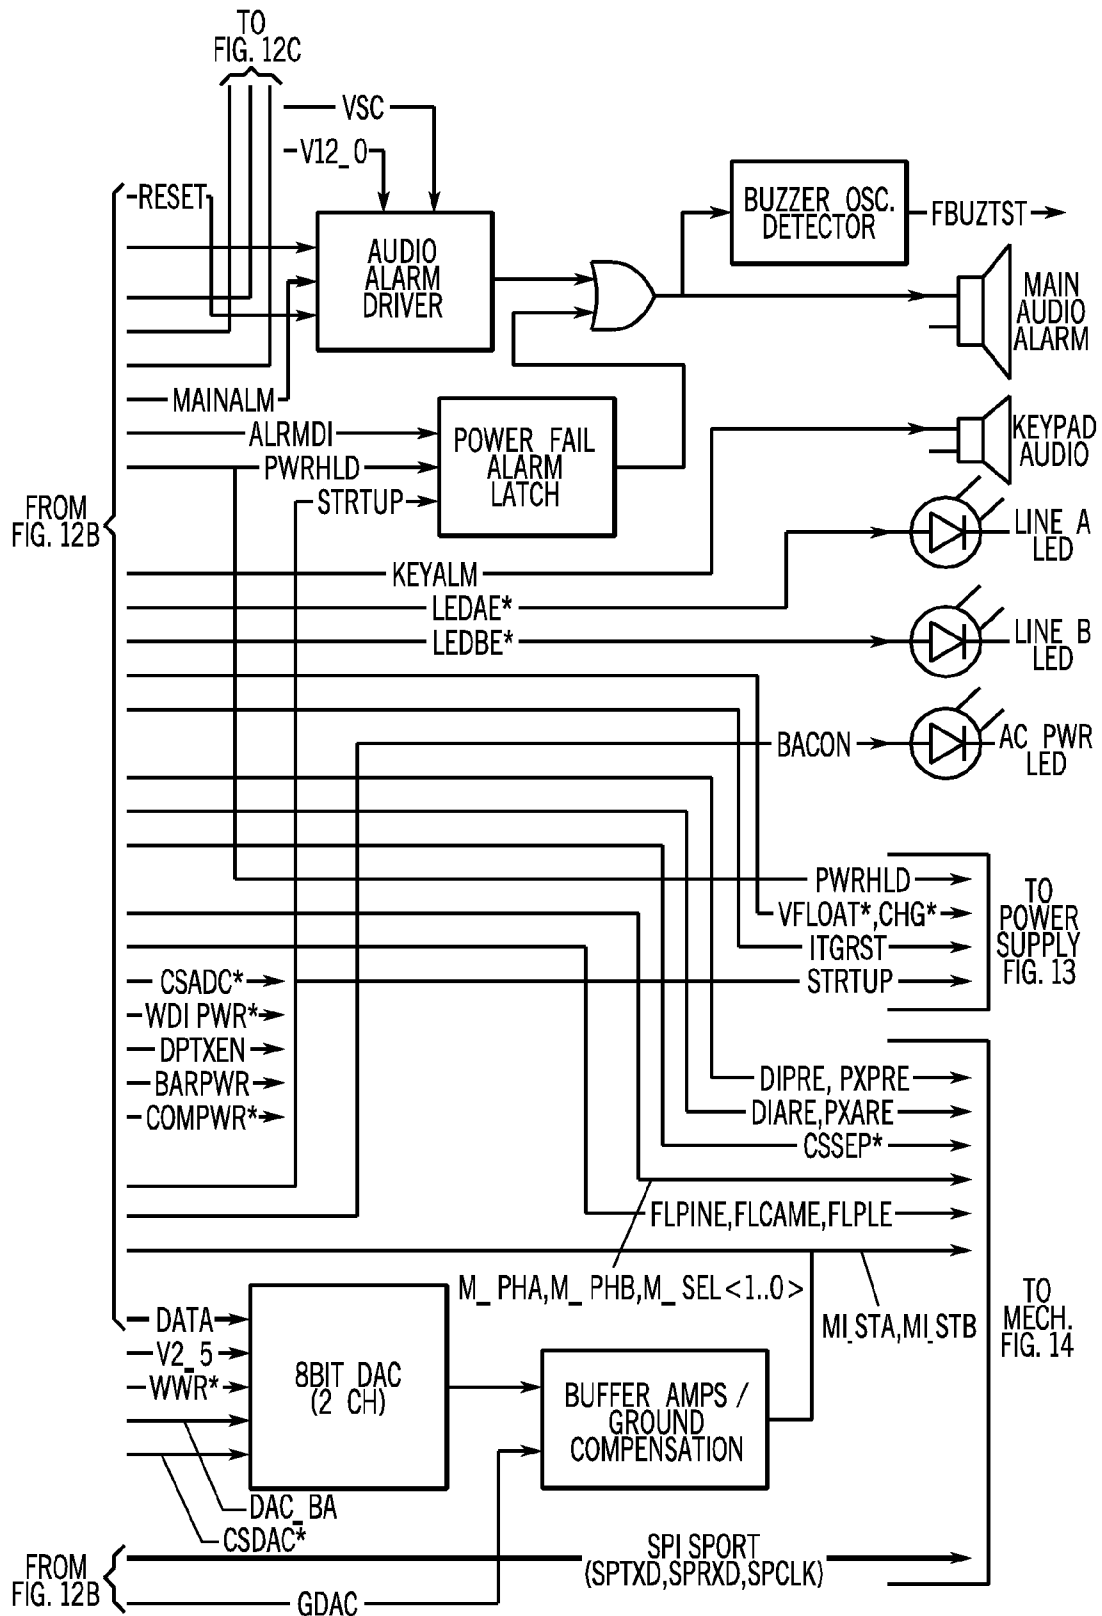 TO
FIG. 12C
VSC
V12_0
RESET
AUDIO
ALARM
DRIVER
BUZZER OSC.
DETECTOR
FBUZTST
MAIN
AUDIO
ALARM
MAINALM
ALRMDI
PWRHLD
STRTUP
POWER FAIL
ALARM
LATCH
KEYPAD
AUDIO
FROM
FIG. 12B
LINE A
LED
KEYALM
LEDAE*
LEDBE*
LINE B
LED
BACON
AC PWR
LED
PWRHLD
VFLOAT*,CHG*
ITGRST
STRTUP
TO
POWER
SUPPLY
FIG. 13
CSADC*
WDI PWR*
DPTXEN
BARPWR
COMPWR*
DIPRE, PXPRE
DIARE,PXARE
CSSEP*
FLPINE,FLCAME,FLPLE
M_ PHA,M_ PHB,M_ SEL<1..0>
MI_STA,MI_STB
TO
MECH.
FIG. 14
DATA
V2_5
WWR*
8BIT DAC
(2 CH)
BUFFER AMPS /
GROUND
COMPENSATION
DAC_BA
CSDAC*
SPI SPORT
(SPTXD,SPRXD,SPCLK)
FROM
FIG. 12B
GDAC